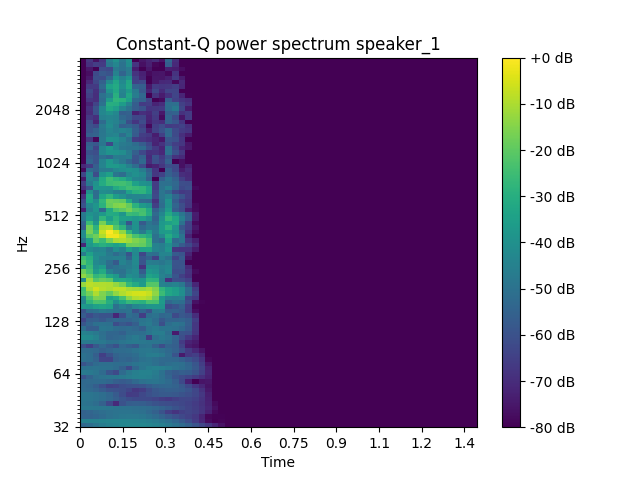 Constant-Q power spectrum speaker_1
+0 dB
-10 dB
-20 dB
-30 dB
-40 dB
-50 dB
-60 dB
-70 dB
-80 dB
2048
1024
512
256
128
64
32
Hz
0 0.15 0.3 0.45 0.6 0.75 0.9 1.1 1.2 1.4
Time